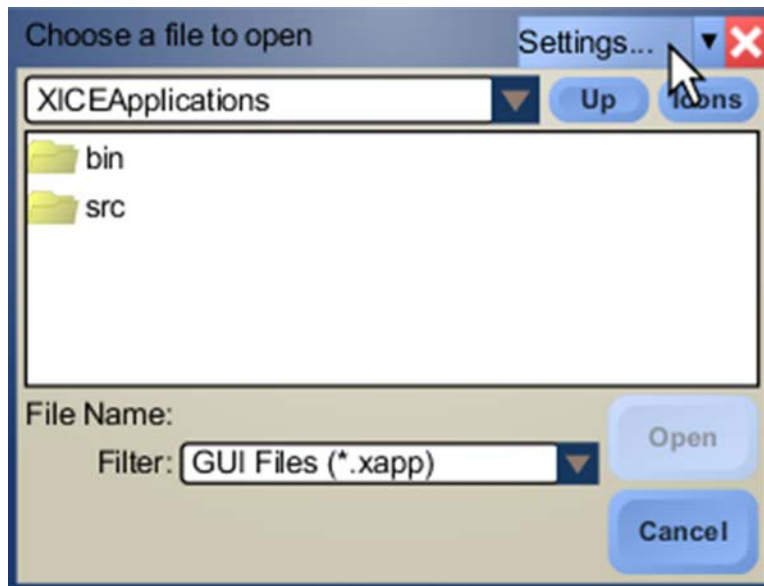 Choose a file to open Settings...
XICEApplications Up Icons
bin
src
File Name:
Open
Filter: GUI Files (*.xapp)
Cancel